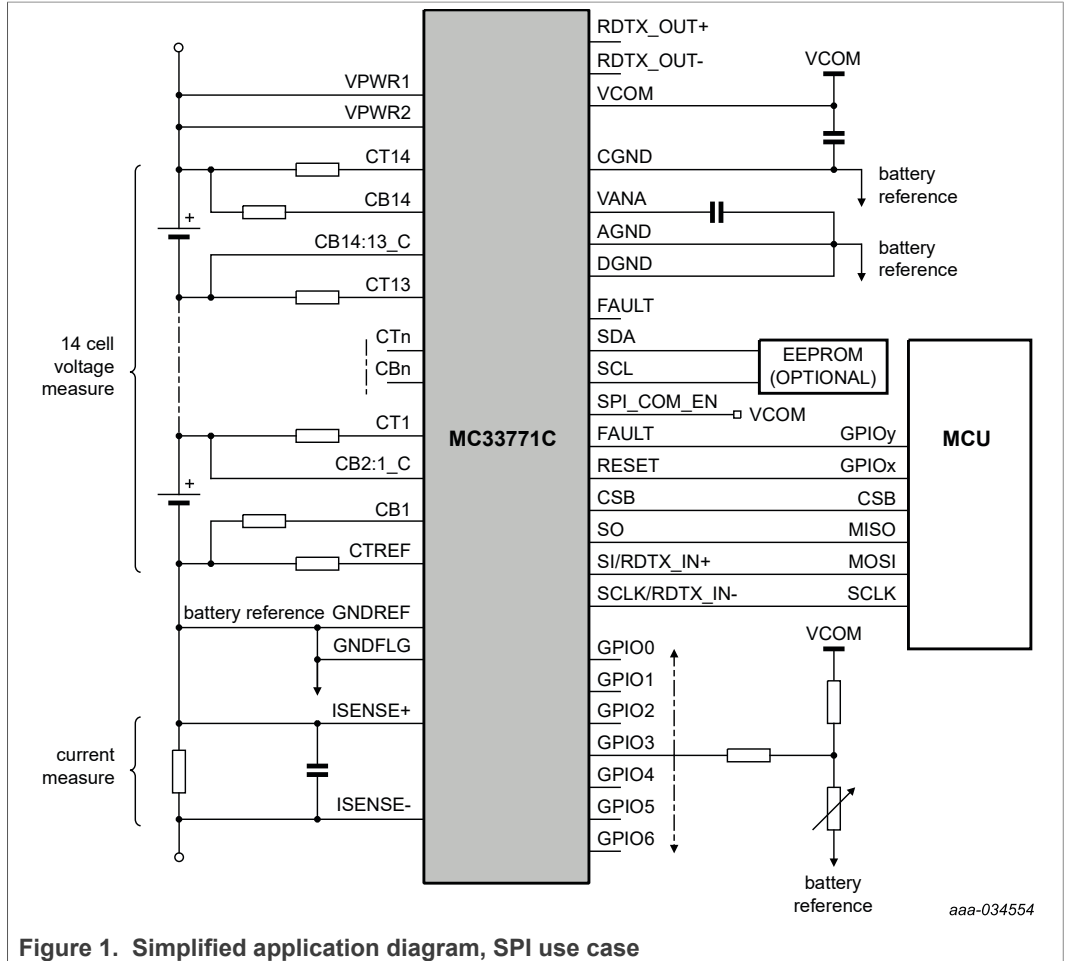 RDTX_OUT+
RDTX_OUT-
VCOM
VCOM
CGND
battery
reference
VANA
AGND
DGND
battery
reference
FAULT
SDA
SCL
EEPROM
(OPTIONAL)
SPI_COM_EN
VCOM
FAULT
RESET
CSB
SO
SI/RDTX_IN+
SCLK/RDTX_IN-
GPIOy
GPIOx
CSB
MISO
MOSI
SCLK
MCU
VPWR1
VPWR2
CT14
CB14
+
CB14:13_C
CT13
14 cell
voltage
measure
CTn
CBn
CT1
CB2:1_C
+
CB1
CTREF
MC33771C
battery reference
GNDREF
GNDFLG
ISENSE+
current
measure
ISENSE-
GPIO0
GPIO1
GPIO2
GPIO3
GPIO4
GPIO5
GPIO6
VCOM
battery
reference
aaa-034554
Figure 1. Simplified application diagram, SPI use case